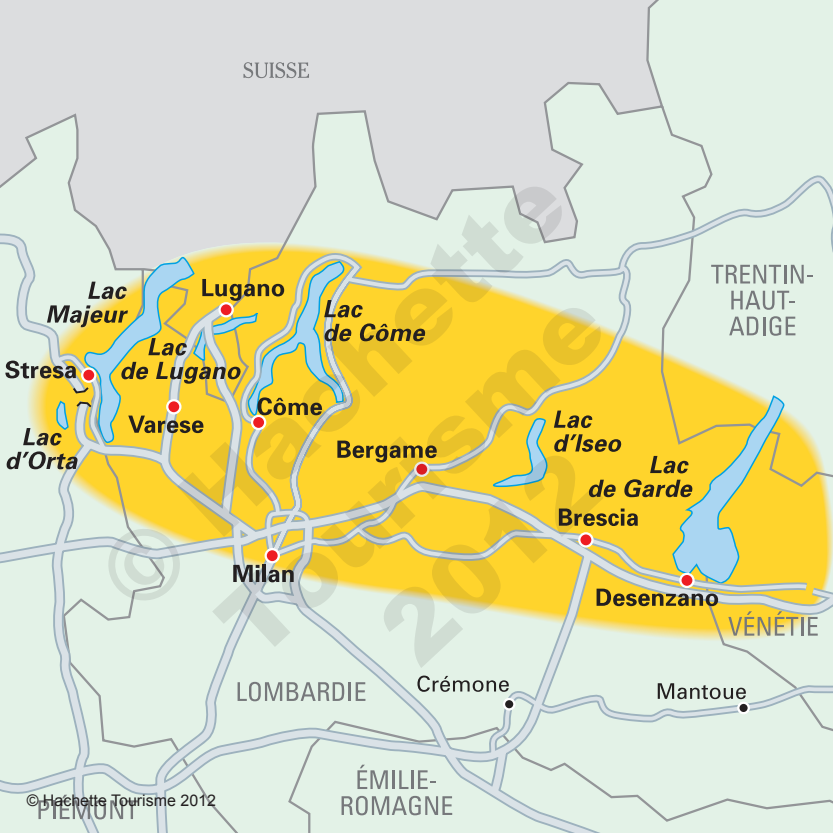 SUISSE
TRENTIN-
HAUT-
ADIGE
Lac
Majeur
Lugano
Lac
de Côme
Lac
de Lugano
Stresa
Varese
Côme
Lac
d'Orta
Bergame
Lac
d'Iseo
Lac
de Garde
Brescia
Milan
Desenzano
VÉNÉTIE
LOMBARDIE
Crémone
Mantoue
ÉMILIE-
ROMAGNE
PIÉMONT
© Hachette Tourisme 2012
© Hachette
Tourisme
2012